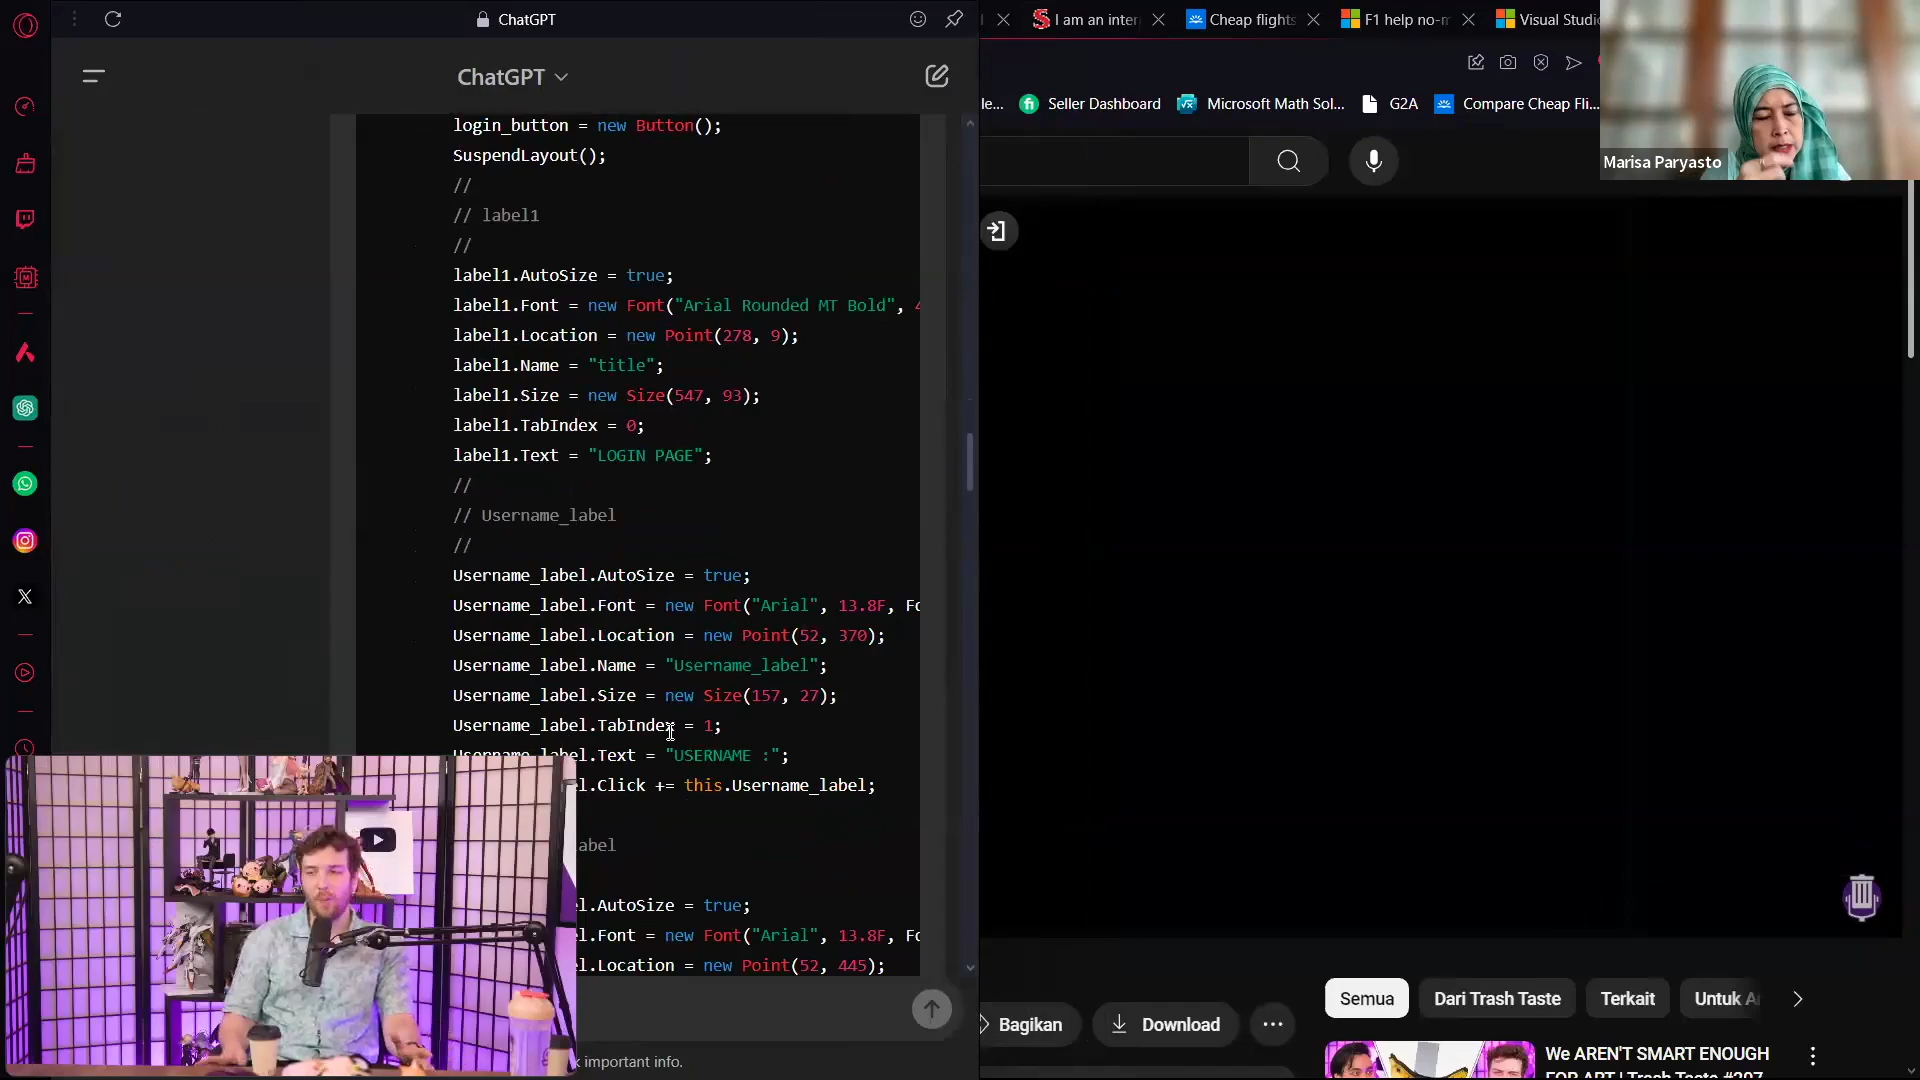 ChatGPT
I am an inter
Cheap flights
F1 help no-m
Visual Studi
ChatGPT
le...
Seller Dashboard
Microsoft Math Sol...
G2A
Compare Cheap Fli...
Marisa Paryasto
login_button = new Button();
SuspendLayout();
//
// label1
//
label1.AutoSize = true;
label1.Font = new Font("Arial Rounded MT Bold",
label1.Location = new Point(278, 9);
label1.Name = "title";
label1.Size = new Size(547, 93);
label1.TabIndex = 0;
label1.Text = "LOGIN PAGE";
//
// Username_label
//
Username_label.AutoSize = true;
Username_label.Font = new Font("Arial", 13.8F, Fo
Username_label.Location = new Point(52, 370);
Username_label.Name = "Username_label";
Username_label.Size = new Size(157, 27);
Username_label.TabIndex = 1;
Username_label.Text = "USERNAME :";
l.Click += this.Username_label;
abel
l.AutoSize = true;
l.Font = new Font("Arial", 13.8F, Fo
l.Location = new Point(52, 445);
k important info.
Semua
Dari Trash Taste
Terkait
Untuk A
Bagikan
Download
We AREN'T SMART ENOUGH
FOR ART | Trash Taste #207